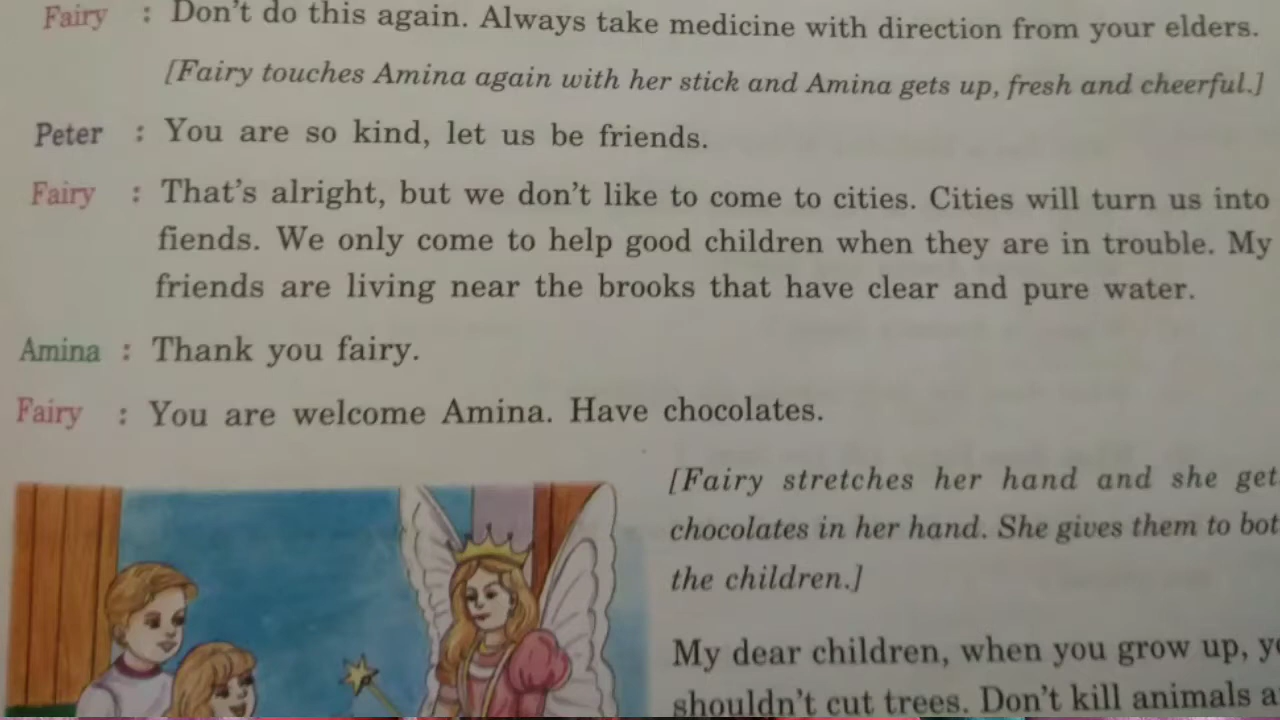 Fairy : Don't do this again. Always take medicine with direction from your elders.
[Fairy touches Amina again with her stick and Amina gets up, fresh and cheerful.]
Peter : You are so kind, let us be friends.
Fairy : That's alright, but we don't like to come to cities. Cities will turn us into
fiends. We only come to help good children when they are in trouble. My
friends are living near the brooks that have clear and pure water.
Amina : Thank you fairy.
Fairy : You are welcome Amina. Have chocolates.
[Fairy stretches her hand and she get
chocolates in her hand. She gives them to bot
the children.]
My dear children, when you grow up,
shouldn't cut trees. Don't kill animals